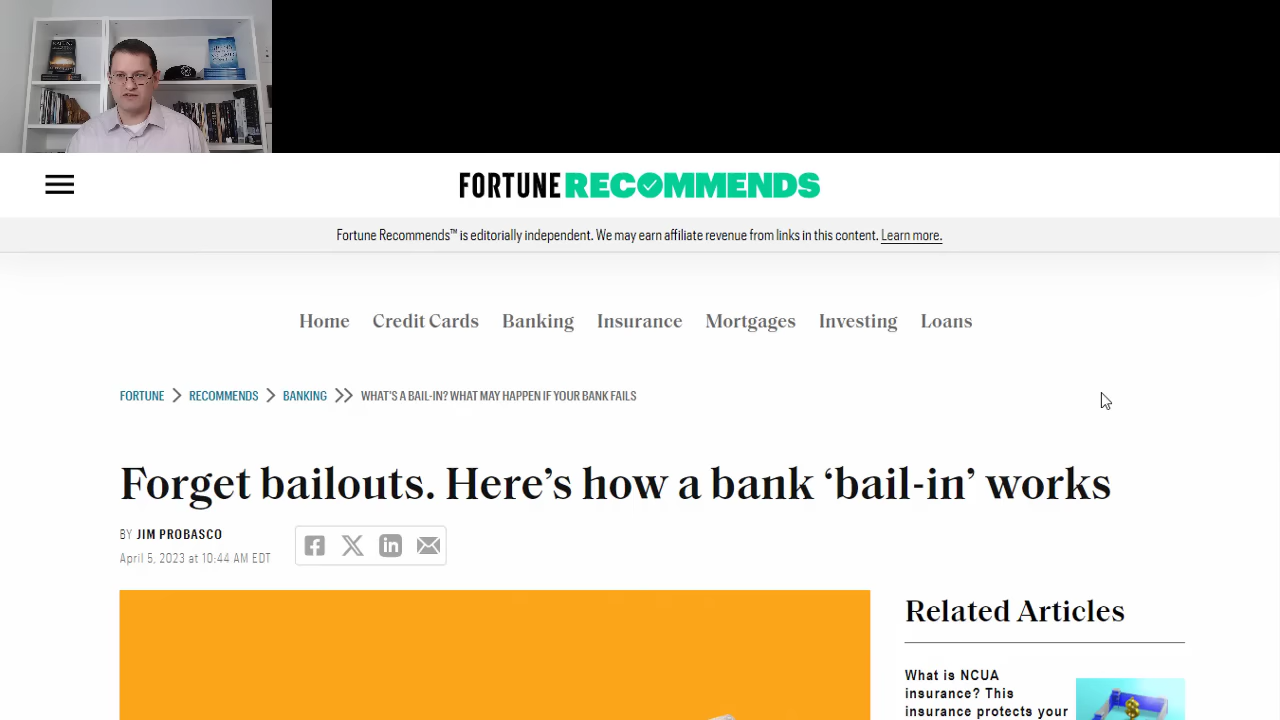 FORTUNE RECOMMENDS
Fortune Recommends™ is editorially independent. We may earn affiliate revenue from links in this content. Learn more.
Home Credit Cards Banking Insurance Mortgages Investing Loans
FORTUNE RECOMMENDS BANKING WHAT'S A BAIL-IN? WHAT MAY HAPPEN IF YOUR BANK FAILS
Forget bailouts. Here’s how a bank ‘bail-in’ works
BY JIM PROBASCO
April 5, 2023 at 10:44 AM EDT
Related Articles
What is NCUA
insurance? This
insurance protects your